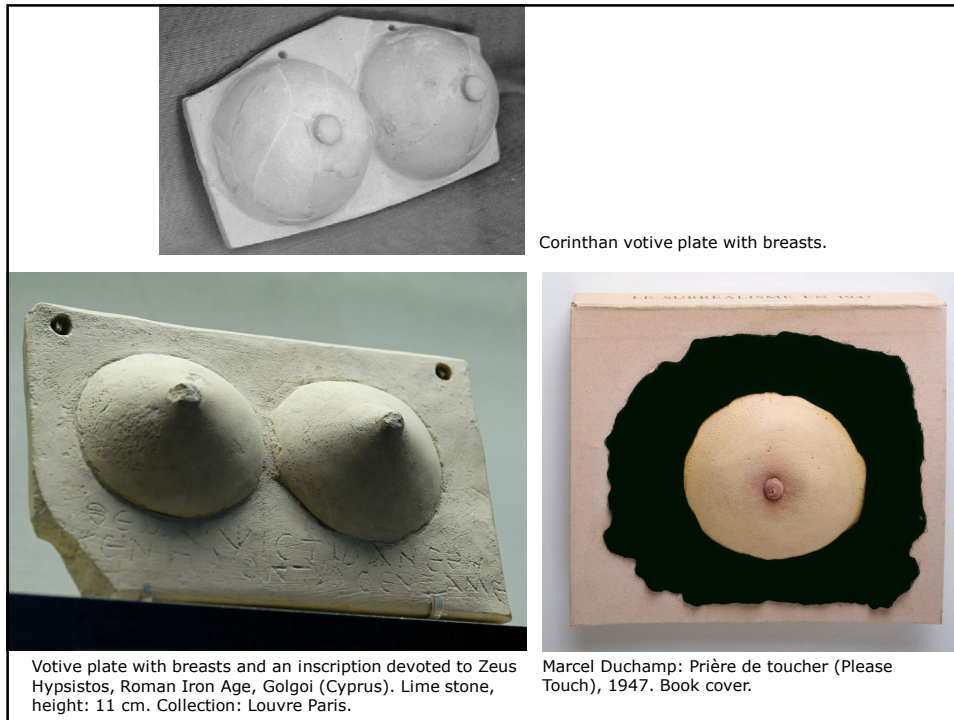 Corinthan votive plate with breasts.
LE SURREALISME EN 1947
Votive plate with breasts and an inscription devoted to Zeus
Hypsistos, Roman Iron Age, Golgoi (Cyprus). Lime stone,
height: 11 cm. Collection: Louvre Paris.
Marcel Duchamp: Prière de toucher (Please
Touch), 1947. Book cover.